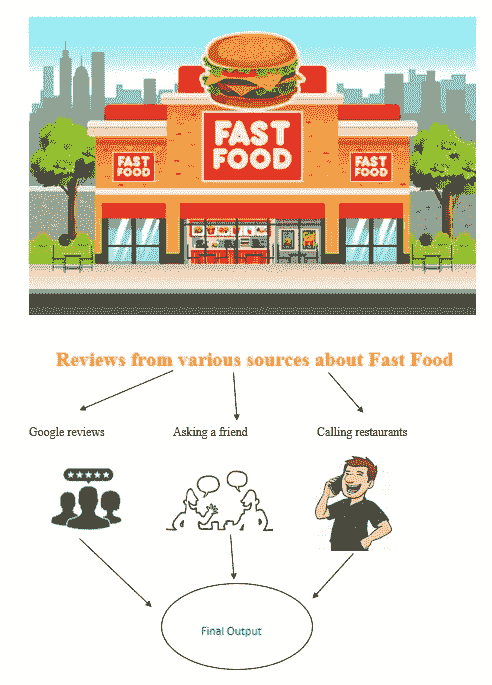 FAST
FOOD
FAST
FOOD
FAST
FOOD
Reviews from various sources about Fast Food
Google reviews
Asking a friend
Calling restaurants
Final Output